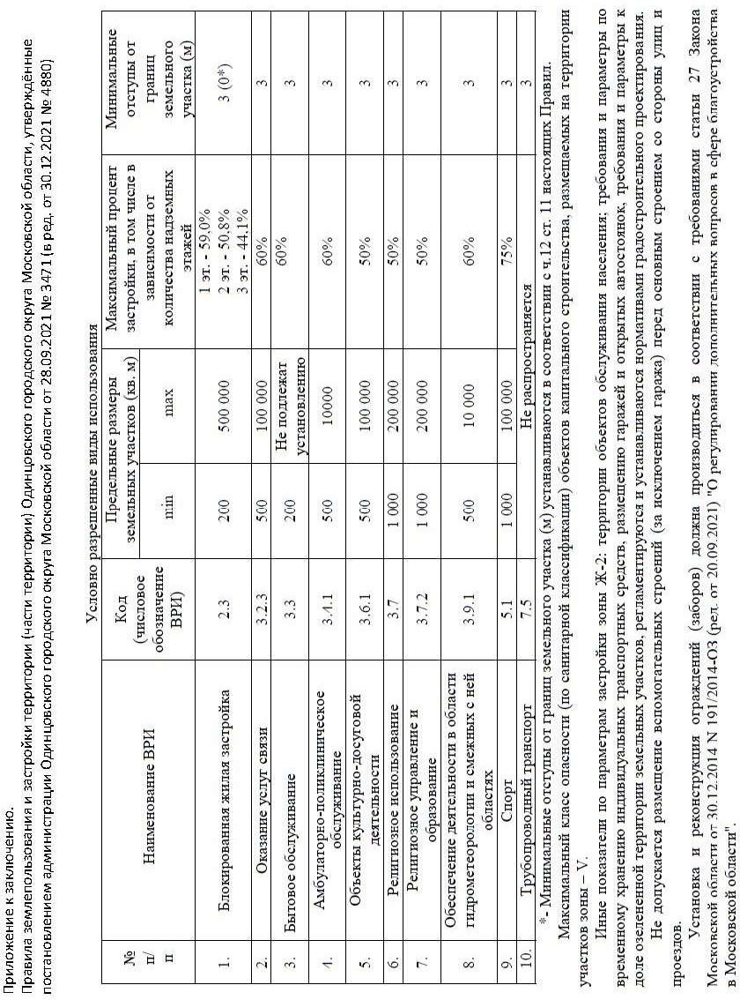 Приложение к заключению.
Правила землепользования и застройки территории (части территории) Одинцовского городского округа Московской области, утверждённые
постановлением администрации Одинцовского городского округа Московской области от 28.09.2021 № 3471 (в ред. от 30.12.2021 № 4880)
Условно разрешенные виды использования
№ п/п | Наименование ВРИ | Код (числовое обозначение ВРИ) | Предельные размеры земельных участков (кв. м) | Максимальный процент застройки, в том числе в зависимости от количества надземных этажей | Минимальные отступы от границ земельного участка (м)
min | max
1. | Блокированная жилая застройка | 2.3 | 200 | 500 000 | 1 эт. - 59,0% 2 эт. - 50.8% 3 эт. - 44.1% | 3 (0*)
2. | Оказание услуг связи | 3.2.3 | 500 | 100 000 | 60% | 3
3. | Бытовое обслуживание | 3.3 | 200 | Не подлежат установлению | 60% | 3
4. | Амбулаторно-поликлиническое обслуживание | 3.4.1 | 500 | 10000 | 60% | 3
5. | Объекты культурно-досуговой деятельности | 3.6.1 | 500 | 100 000 | 50% | 3
6. | Религиозное использование | 3.7 | 1 000 | 200 000 | 50% | 3
7. | Религиозное управление и образование | 3.7.2 | 1 000 | 200 000 | 50% | 3
8. | Обеспечение деятельности в области гидрометеорологии и смежных с ней областях | 3.9.1 | 500 | 10 000 | 60% | 3
9. | Спорт | 5.1 | 1 000 | 100 000 | 75% | 3
10. | Трубопроводный транспорт | 7.5 | Не распространяется | 3
*- Минимальные отступы от границ земельного участка (м) устанавливаются в соответствии с ч.12 ст. 11 настоящих Правил.
Максимальный класс опасности (по санитарной классификации) объектов капитального строительства, размещаемых на территории
участков зоны – V.
Иные показатели по параметрам застройки зоны Ж-2: территории объектов обслуживания населения; требования и параметры по
временному хранению индивидуальных транспортных средств, размещению гаражей и открытых автостоянок, требования и параметры к
доле озелененной территории земельных участков, регламентируются и устанавливаются нормативами градостроительного проектирования.
Не допускается размещение вспомогательных строений (за исключением гаража) перед основным строением со стороны улиц и
проездов.
Установка и реконструкция ограждений (заборов) должна производиться в соответствии с требованиями статьи 27 Закона
Московской области от 30.12.2014 N 191/2014-ОЗ (ред. от 20.09.2021) "О регулировании дополнительных вопросов в сфере благоустройства
в Московской области".